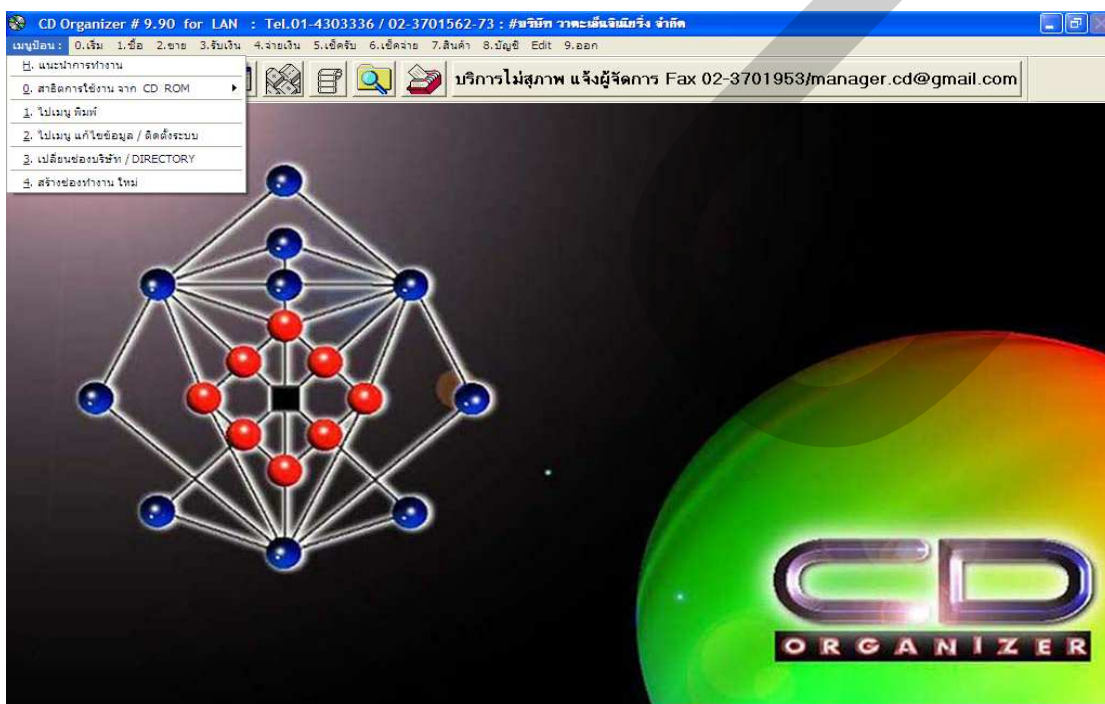 CD Organizer # 9.90 for LAN : Tel.01-4303336 / 02-3701562-73 : #บริษัท วาตะเอ็นจิเนียริ่ง จำกัด
เมนูป้อน : 0.เริ่ม 1.ซื้อ 2.ขาย 3.รับเงิน 4.จ่ายเงิน 5.เช็ครับ 6.เช็คจ่าย 7.สินค้า 8.บัญชี Edit 9.ออก
H. แนะนำการทำงาน
0. สาธิตการใช้งาน จาก CD ROM
1. ไปเมนู พิมพ์
2. ไปเมนู แก้ไขข้อมูล / ติดตั้งระบบ
3. เปลี่ยนช่องบริษัท / DIRECTORY
4. สร้างช่องทำงาน ใหม่
บริการไม่สุภาพ แจ้งผู้จัดการ Fax 02-3701953/manager.cd@gmail.com
CD
ORGANIZER